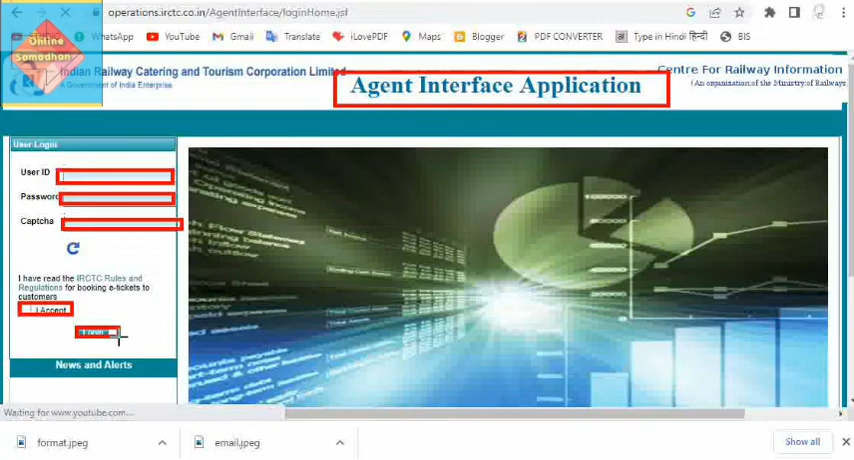 operations.irctc.co.in/AgentInterface/loginHome.jsf
WhatsApp
YouTube
Gmail
Translate
iLovePDF
Maps
Blogger
PDF CONVERTER
Type in Hindi हिन्दी
BIS
Online
Samadhan
Indian Railway Catering and Tourism Corporation Limited
A Government of India Enterprise
Agent Interface Application
Centre For Railway Information
(An organization of the Ministry of Railways
User Login
User ID
Password
Captcha
I have read the IRCTC Rules and
Regulations for booking e-tickets to
customers
I Accept
Login
News and Alerts
Waiting for www.youtube.com...
format.jpeg
email.jpeg
Show all